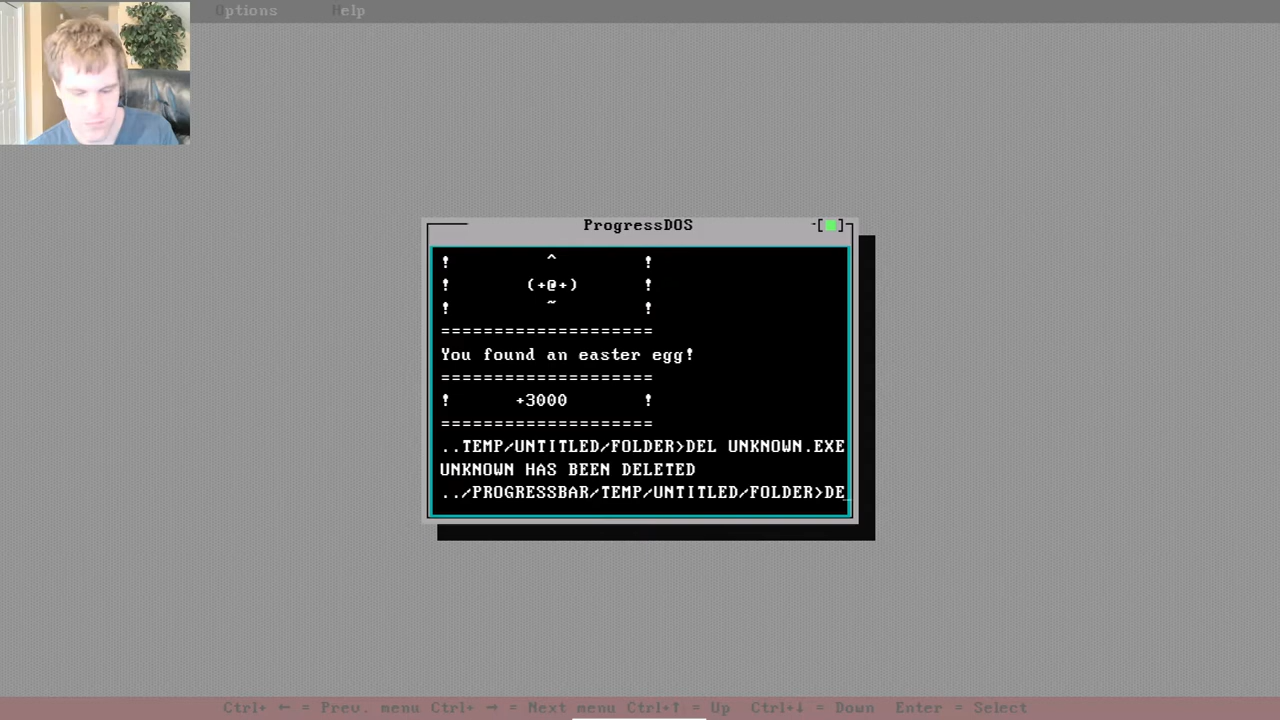 Options Help
ProgressDOS
-[■]-
! ^ !
! (+@+) !
! ~ !
====================
You found an easter egg!
====================
! +3000 !
====================
..TEMP/UNTITLED/FOLDER>DEL UNKNOWN.EXE
UNKNOWN HAS BEEN DELETED
../PROGRESSBAR/TEMP/UNTITLED/FOLDER>DE_
Ctrl+ ← = Prev. menu Ctrl+ → = Next menu Ctrl+↑ = Up Ctrl+↓ = Down Enter = Select